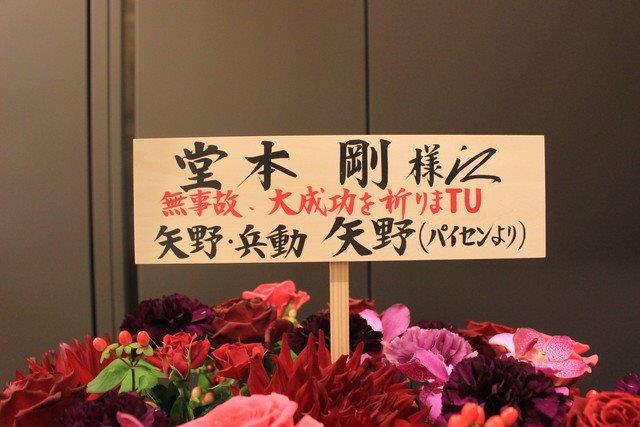 堂本 剛 様江
無事故、大成功を祈りまTU
矢野・兵動 矢野(パイセンより)